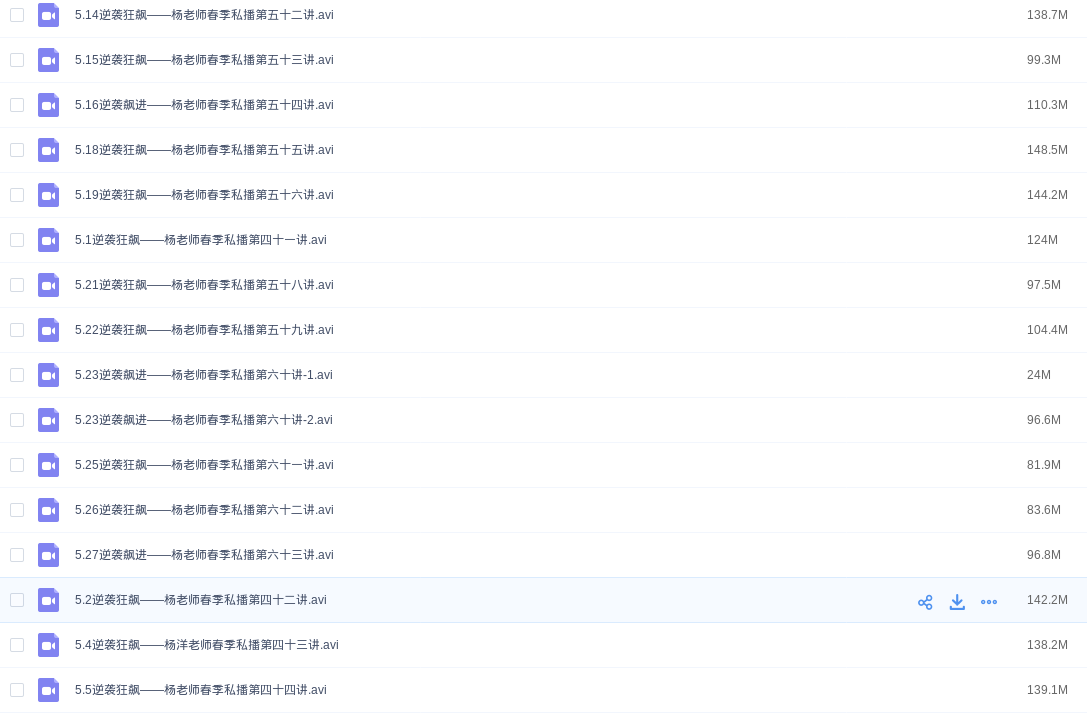 5.14逆袭狂飙——杨老师春季私播第五十二讲.avi 138.7M
5.15逆袭狂飙——杨老师春季私播第五十三讲.avi 99.3M
5.16逆袭飙进——杨老师春季私播第五十四讲.avi 110.3M
5.18逆袭狂飙——杨老师春季私播第五十五讲.avi 148.5M
5.19逆袭狂飙——杨老师春季私播第五十六讲.avi 144.2M
5.1逆袭狂飙——杨老师春季私播第四十一讲.avi 124M
5.21逆袭狂飙——杨老师春季私播第五十八讲.avi 97.5M
5.22逆袭狂飙——杨老师春季私播第五十九讲.avi 104.4M
5.23逆袭飙进——杨老师春季私播第六十讲-1.avi 24M
5.23逆袭飙进——杨老师春季私播第六十讲-2.avi 96.6M
5.25逆袭狂飙——杨老师春季私播第六十一讲.avi 81.9M
5.26逆袭狂飙——杨老师春季私播第六十二讲.avi 83.6M
5.27逆袭飙进——杨老师春季私播第六十三讲.avi 96.8M
5.2逆袭狂飙——杨老师春季私播第四十二讲.avi 142.2M
5.4逆袭狂飙——杨洋老师春季私播第四十三讲.avi 138.2M
5.5逆袭狂飙——杨老师春季私播第四十四讲.avi 139.1M